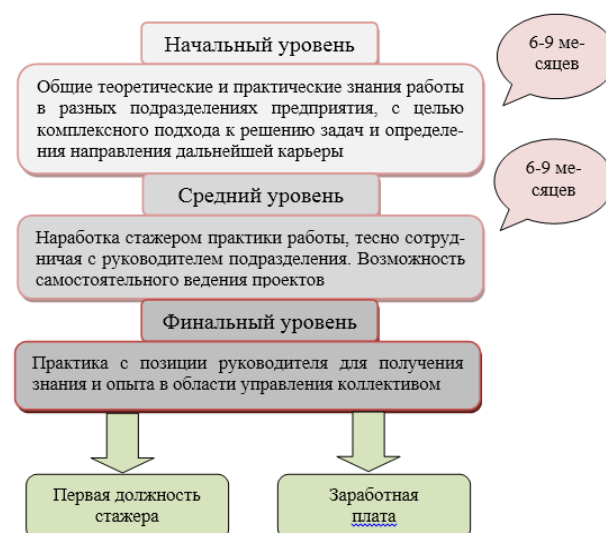 Начальный уровень
6-9 ме-
сяцев
Общие теоретические и практические знания работы
в разных подразделениях предприятия, с целью
комплексного подхода к решению задач и определе-
ния направления дальнейшей карьеры
6-9 ме-
сяцев
Средний уровень
Наработка стажером практики работы, тесно сотруд-
ничая с руководителем подразделения. Возможность
самостоятельного ведения проектов
Финальный уровень
Практика с позиции руководителя для получения
знания и опыта в области управления коллективом
Первая должность
стажера
Заработная
плата